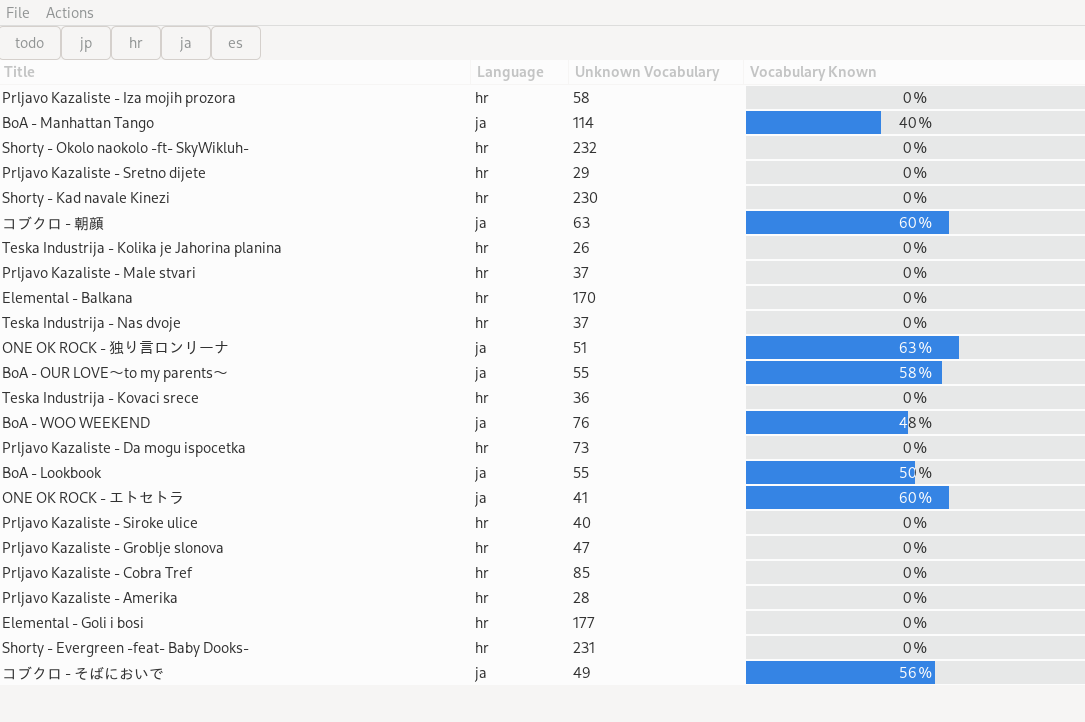 File Actions
todo jp hr ja es
Title Language Unknown Vocabulary Vocabulary Known
Prljavo Kazaliste - Iza mojih prozora hr 58 0%
BoA - Manhattan Tango ja 114 40%
Shorty - Okolo naokolo -ft- SkyWikluh- hr 232 0%
Prljavo Kazaliste - Sretno dijete hr 29 0%
Shorty - Kad navale Kinezi hr 230 0%
コブクロ - 朝顔 ja 63 60%
Teska Industrija - Kolika je Jahorina planina hr 26 0%
Prljavo Kazaliste - Male stvari hr 37 0%
Elemental - Balkana hr 170 0%
Teska Industrija - Nas dvoje hr 37 0%
ONE OK ROCK - 独り言ロンリーナ ja 51 63%
BoA - OUR LOVE～to my parents～ ja 55 58%
Teska Industrija - Kovaci srece hr 36 0%
BoA - WOO WEEKEND ja 76 48%
Prljavo Kazaliste - Da mogu ispocetka hr 73 0%
BoA - Lookbook ja 55 50%
ONE OK ROCK - エトセトラ ja 41 60%
Prljavo Kazaliste - Siroke ulice hr 40 0%
Prljavo Kazaliste - Groblje slonova hr 47 0%
Prljavo Kazaliste - Cobra Tref hr 85 0%
Prljavo Kazaliste - Amerika hr 28 0%
Elemental - Goli i bosi hr 177 0%
Shorty - Evergreen -feat- Baby Dooks- hr 231 0%
コブクロ - そばにおいで ja 49 56%